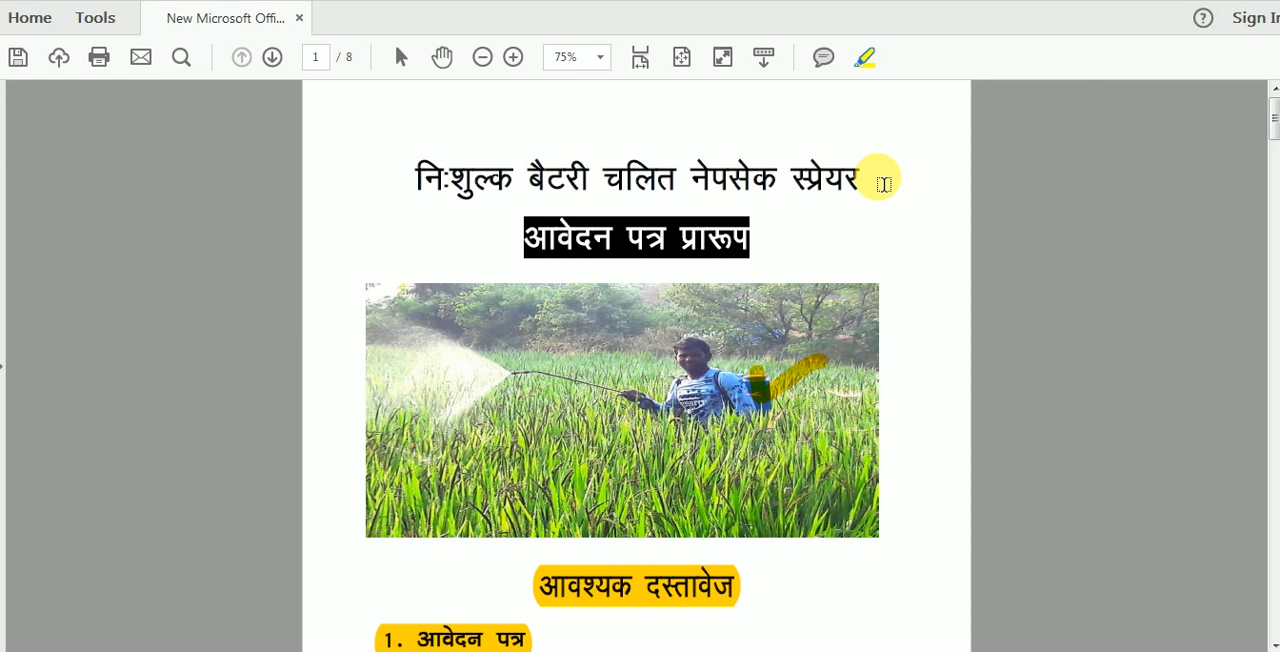 Home Tools New Microsoft Offi... ×
Sign In
1 / 8 75%
निःशुल्क बैटरी चलित नेपसेक स्प्रेयर
आवेदन पत्र प्रारूप
आवश्यक दस्तावेज
1. आवेदन पत्र